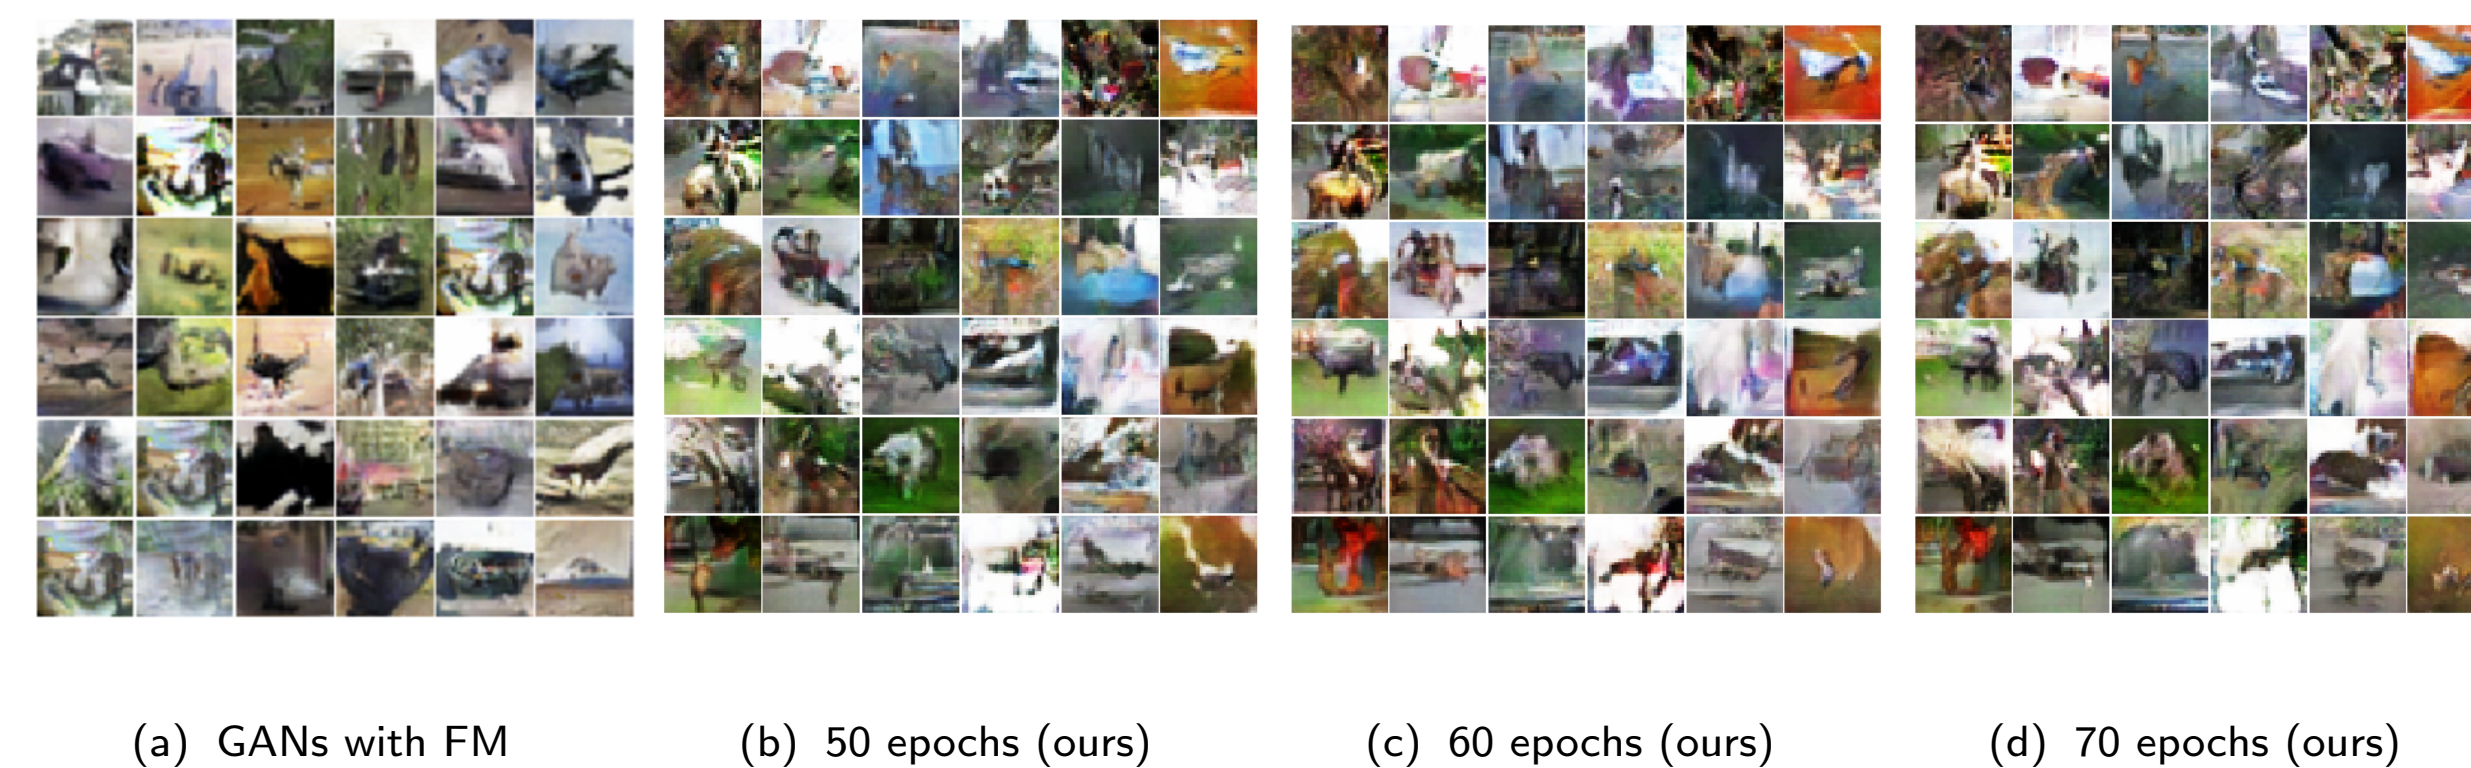 (a) GANs with FM
(b) 50 epochs (ours)
(c) 60 epochs (ours)
(d) 70 epochs (ours)